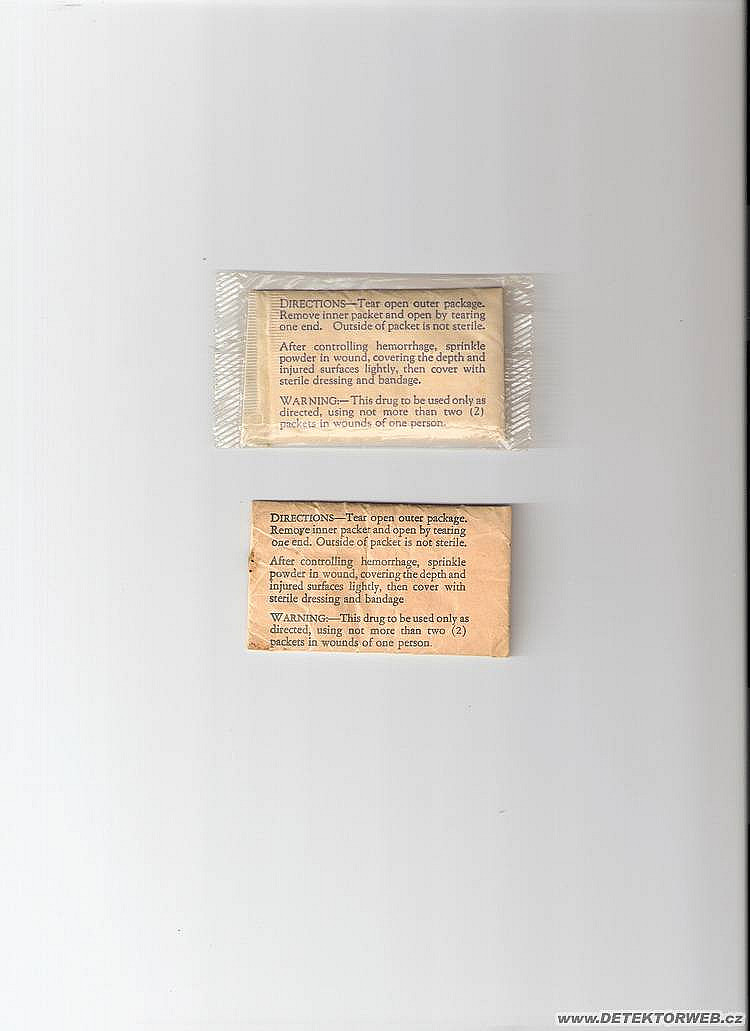 DIRECTIONS—Tear open outer package.
Remove inner packet and open by tearing
one end. Outside of packet is not sterile.
After controlling hemorrhage, sprinkle
powder in wound, covering the depth and
injured surfaces lightly, then cover with
sterile dressing and bandage.
WARNING:—This drug to be used only as
directed, using not more than two (2)
packets in wounds of one person.
DIRECTIONS—Tear open outer package.
Remove inner packet and open by tearing
one end. Outside of packet is not sterile.
After controlling hemorrhage, sprinkle
powder in wound, covering the depth and
injured surfaces lightly, then cover with
sterile dressing and bandage
WARNING:—This drug to be used only as
directed, using not more than two (2)
packets in wounds of one person.
www.DETEKTORWEB.cz